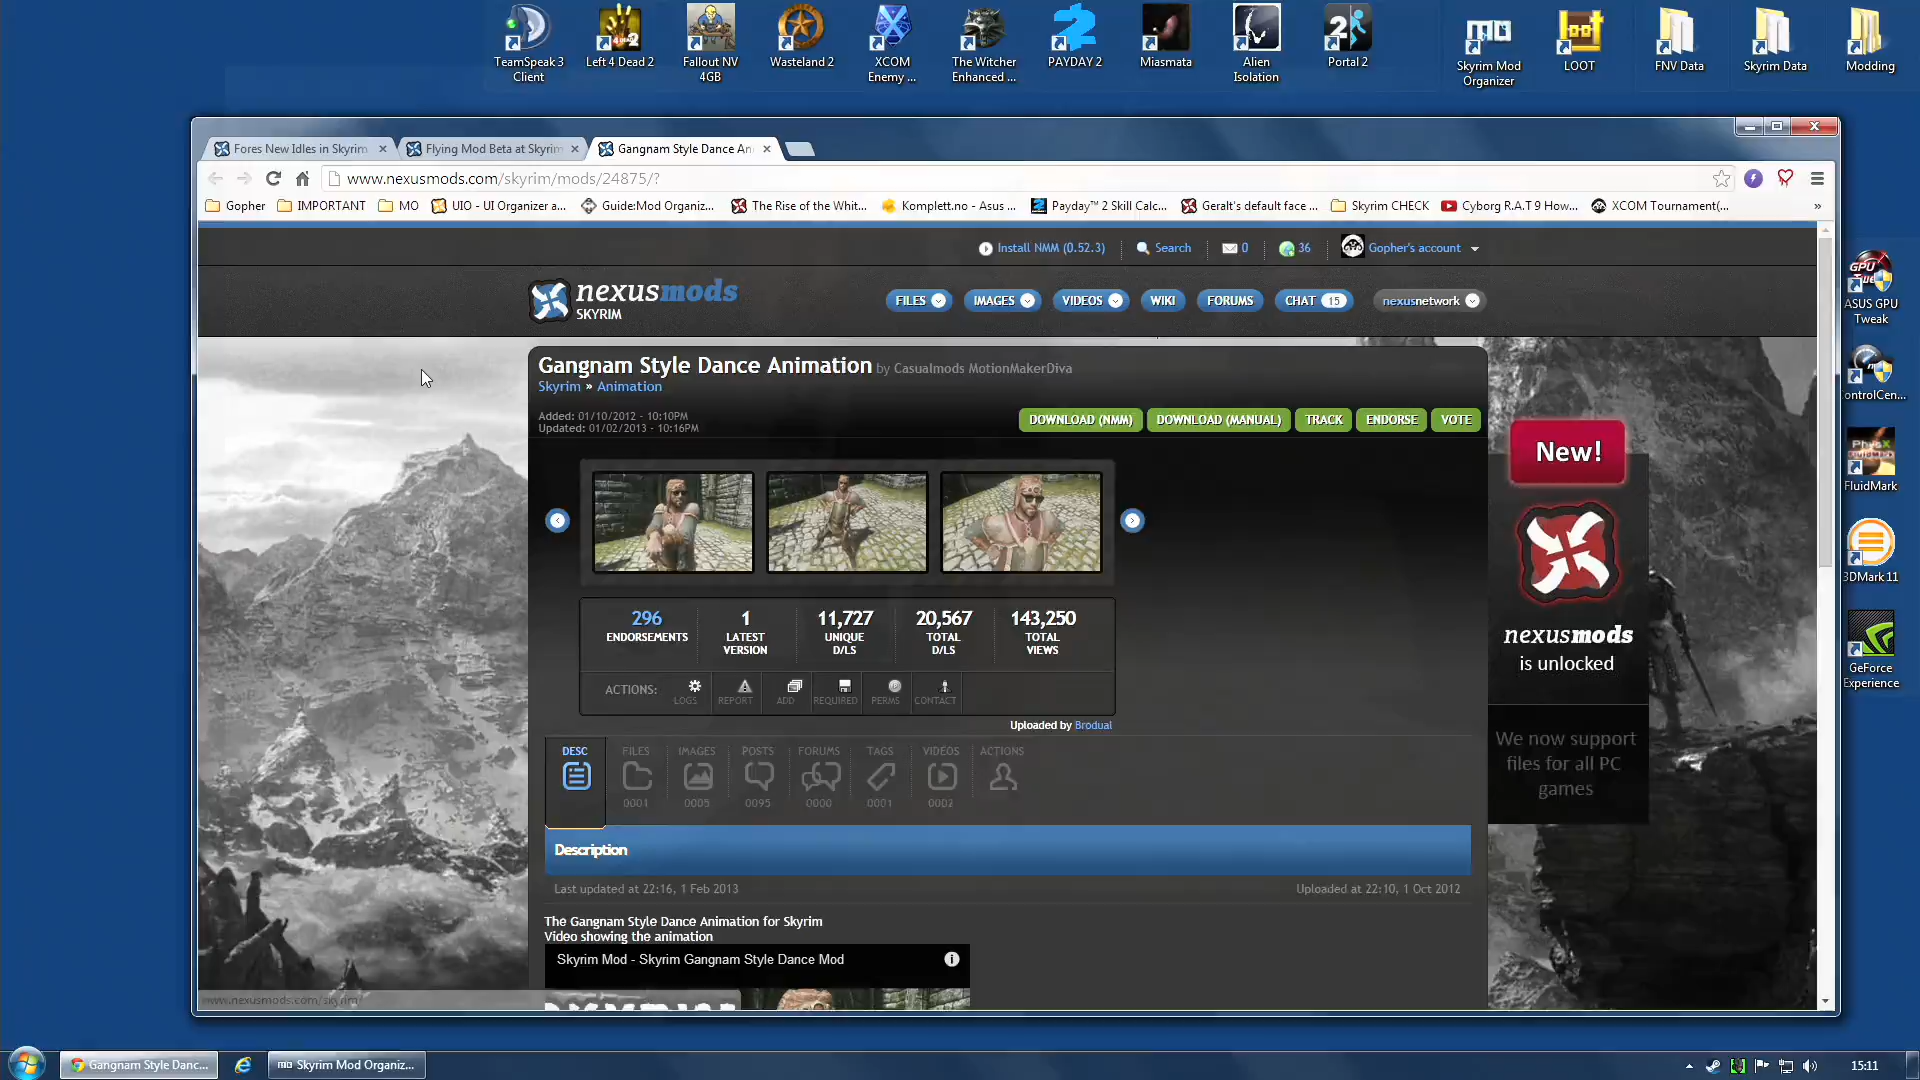 TeamSpeak 3 Client
Left 4 Dead 2
Fallout NV 4GB
Wasteland 2
XCOM Enemy ...
The Witcher Enhanced ...
PAYDAY 2
Miasmata
Alien Isolation
Portal 2
Skyrim Mod Organizer
LOOT
FNV Data
Skyrim Data
Modding
Fores New Idles in Skyrim
Flying Mod Beta at Skyrim
Gangnam Style Dance An
www.nexusmods.com/skyrim/mods/24875/?
Gopher
IMPORTANT
MO
UIO - UI Organizer a...
Guide:Mod Organiz...
The Rise of the Whit...
Komplett.no - Asus ...
Payday™ 2 Skill Calc...
Geralt's default face ...
Skyrim CHECK
Cyborg R.A.T 9 How...
XCOM Tournament(...
»
Install NMM (0.52.3)
Search
0
36
Gopher's account
nexusmods
SKYRIM
FILES
IMAGES
VIDEOS
WIKI
FORUMS
CHAT 15
nexusnetwork
Gangnam Style Dance Animation by Casualmods MotionMakerDiva
Skyrim » Animation
Added: 01/10/2012 - 10:10PM
Updated: 01/02/2013 - 10:16PM
DOWNLOAD (NMM)
DOWNLOAD (MANUAL)
TRACK
ENDORSE
VOTE
296 ENDORSEMENTS
1 LATEST VERSION
11,727 UNIQUE D/LS
20,567 TOTAL D/LS
143,250 TOTAL VIEWS
ACTIONS:
LOGS
REPORT
ADD
REQUIRED
PERMS
CONTACT
Uploaded by Brodual
DESC
FILES 0001
IMAGES 0005
POSTS 0095
FORUMS 0000
TAGS 0001
VIDEOS 0002
ACTIONS
Description
Last updated at 22:16, 1 Feb 2013
Uploaded at 22:10, 1 Oct 2012
The Gangnam Style Dance Animation for Skyrim
Video showing the animation
Skyrim Mod - Skyrim Gangnam Style Dance Mod
www.nexusmods.com/skyrim/
New!
nexusmods
is unlocked
We now support
files for all PC
games
GPU
ASUS GPU Tweak
ontrolCen...
PhysX
FluidMark
FluidMark
3DMark 11
GeForce Experience
Gangnam Style Danc...
Skyrim Mod Organiz...
15:11